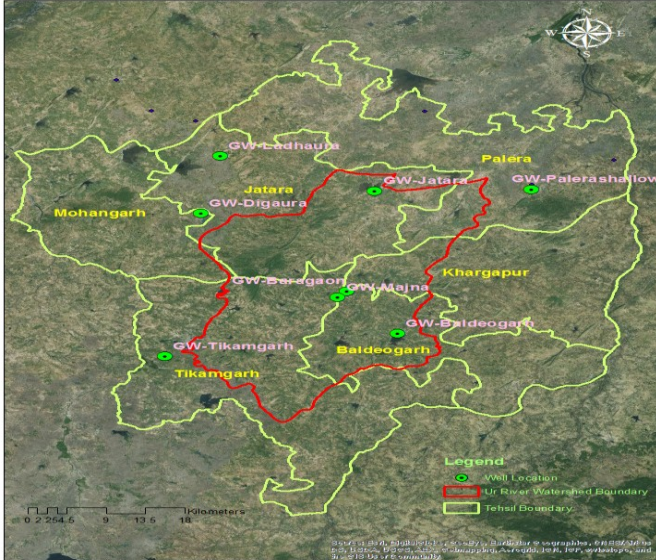 N
W E
S
GW-Ladhaura
Palera
GW-Jatara
GW-Palerashallow
Jatara
GW-Digaura
Mohangarh
Khargapur
GW-Baragaon
GW-Majna
GW-Baldeogarh
GW-Tikamgarh
Baldeogarh
Tikamgarh
Legend
Well Location
Ur River Watershed Boundary
Tehsil Boundary
Kilometers
0 2.25 4.5 9 13.5 18